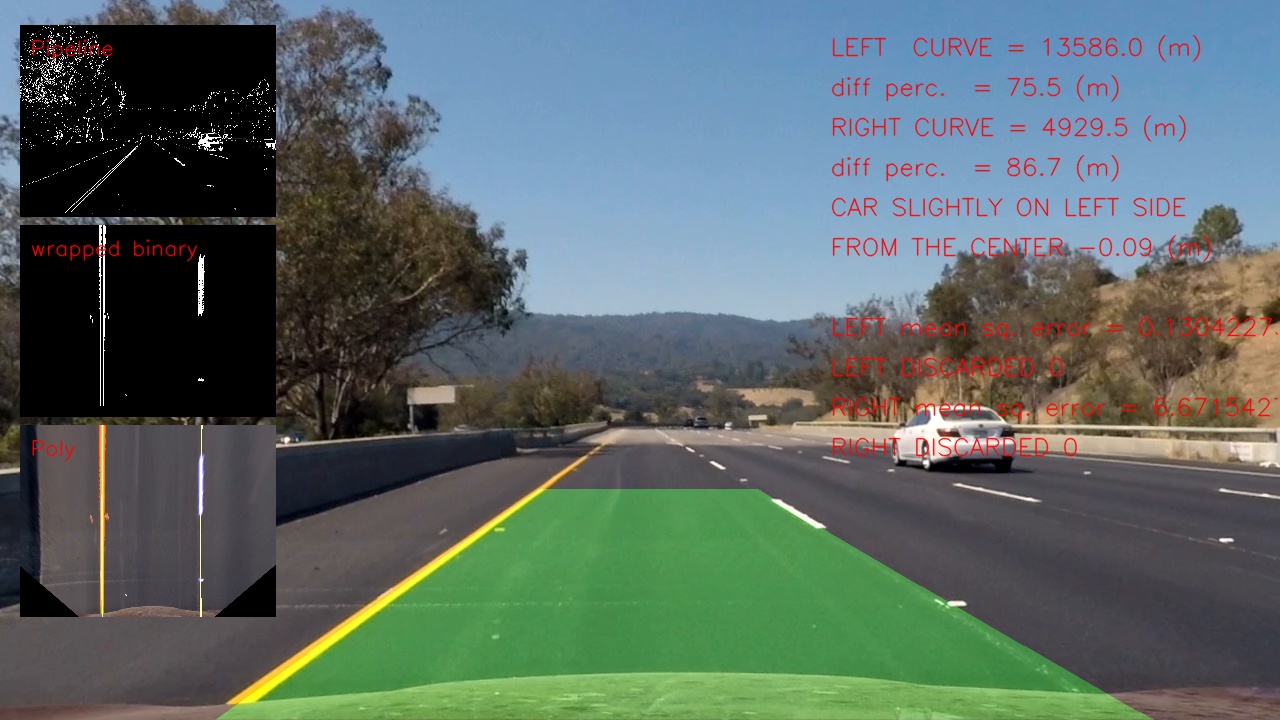 Pipeline
wrapped binary
Poly
LEFT CURVE = 13586.0 (m)
diff perc. = 75.5 (m)
RIGHT CURVE = 4929.5 (m)
diff perc. = 86.7 (m)
CAR SLIGHTLY ON LEFT SIDE
FROM THE CENTER -0.09 (m)
LEFT mean sq. error = 0.1304227
LEFT DISCARDED 0
RIGHT mean sq. error = 6.671542
RIGHT DISCARDED 0